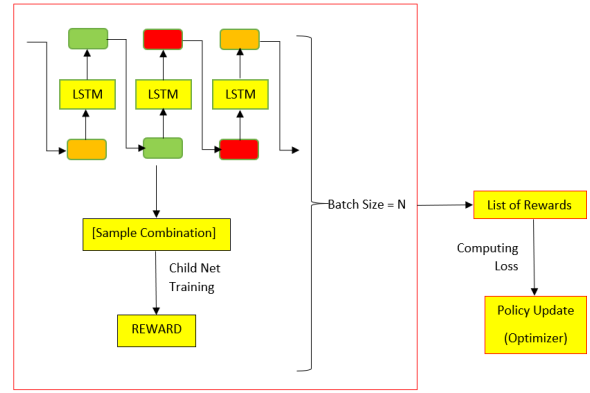 LSTM
LSTM
LSTM
[Sample Combination]
Child Net
Training
REWARD
Batch Size = N
List of Rewards
Computing
Loss
Policy Update
(Optimizer)